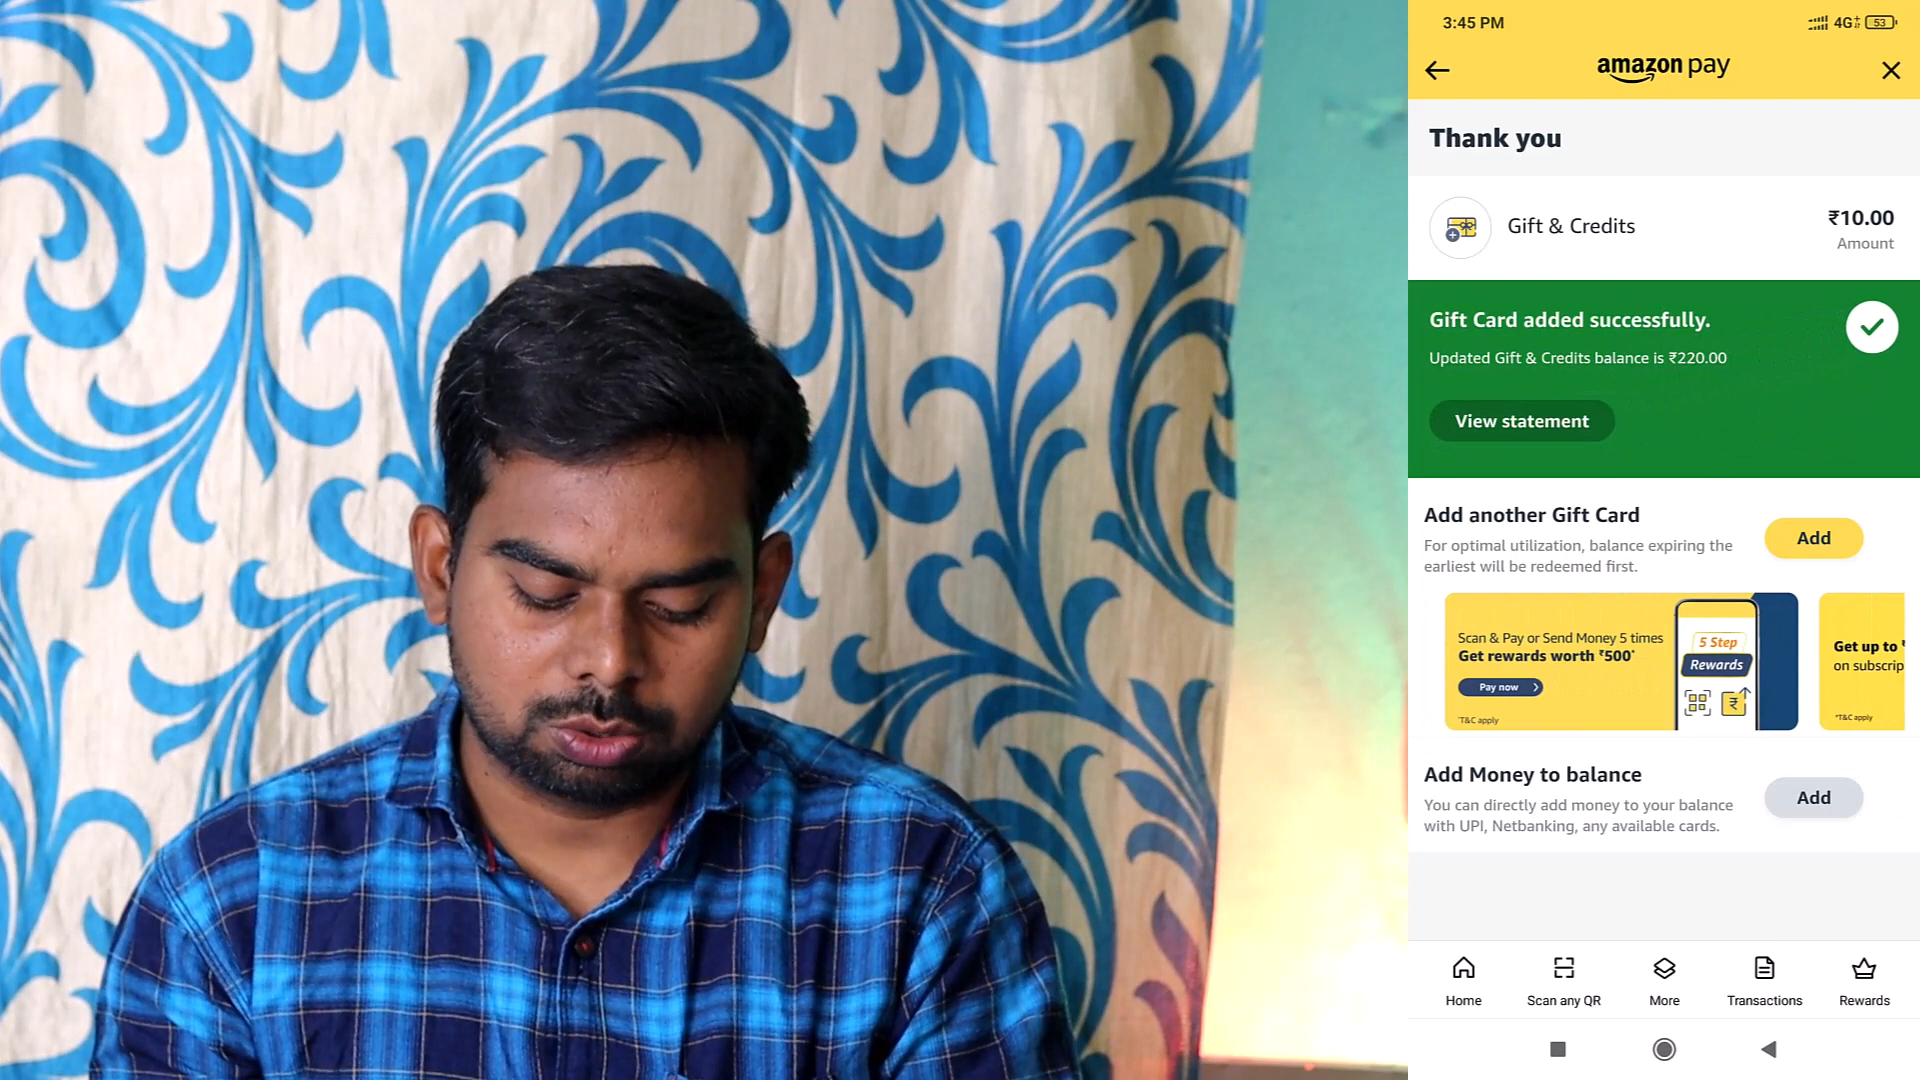 3:45 PM
4G+
53
amazon pay
Thank you
Gift & Credits
₹10.00
Amount
Gift Card added successfully.
Updated Gift & Credits balance is ₹220.00
View statement
Add another Gift Card
For optimal utilization, balance expiring the
earliest will be redeemed first.
Add
Scan & Pay or Send Money 5 times
Get rewards worth ₹500*
Pay now
*T&C apply
5 Step
Rewards
₹
Get up to ₹
on subscrip
*T&C apply
Add Money to balance
You can directly add money to your balance
with UPI, Netbanking, any available cards.
Add
Home
Scan any QR
More
Transactions
Rewards